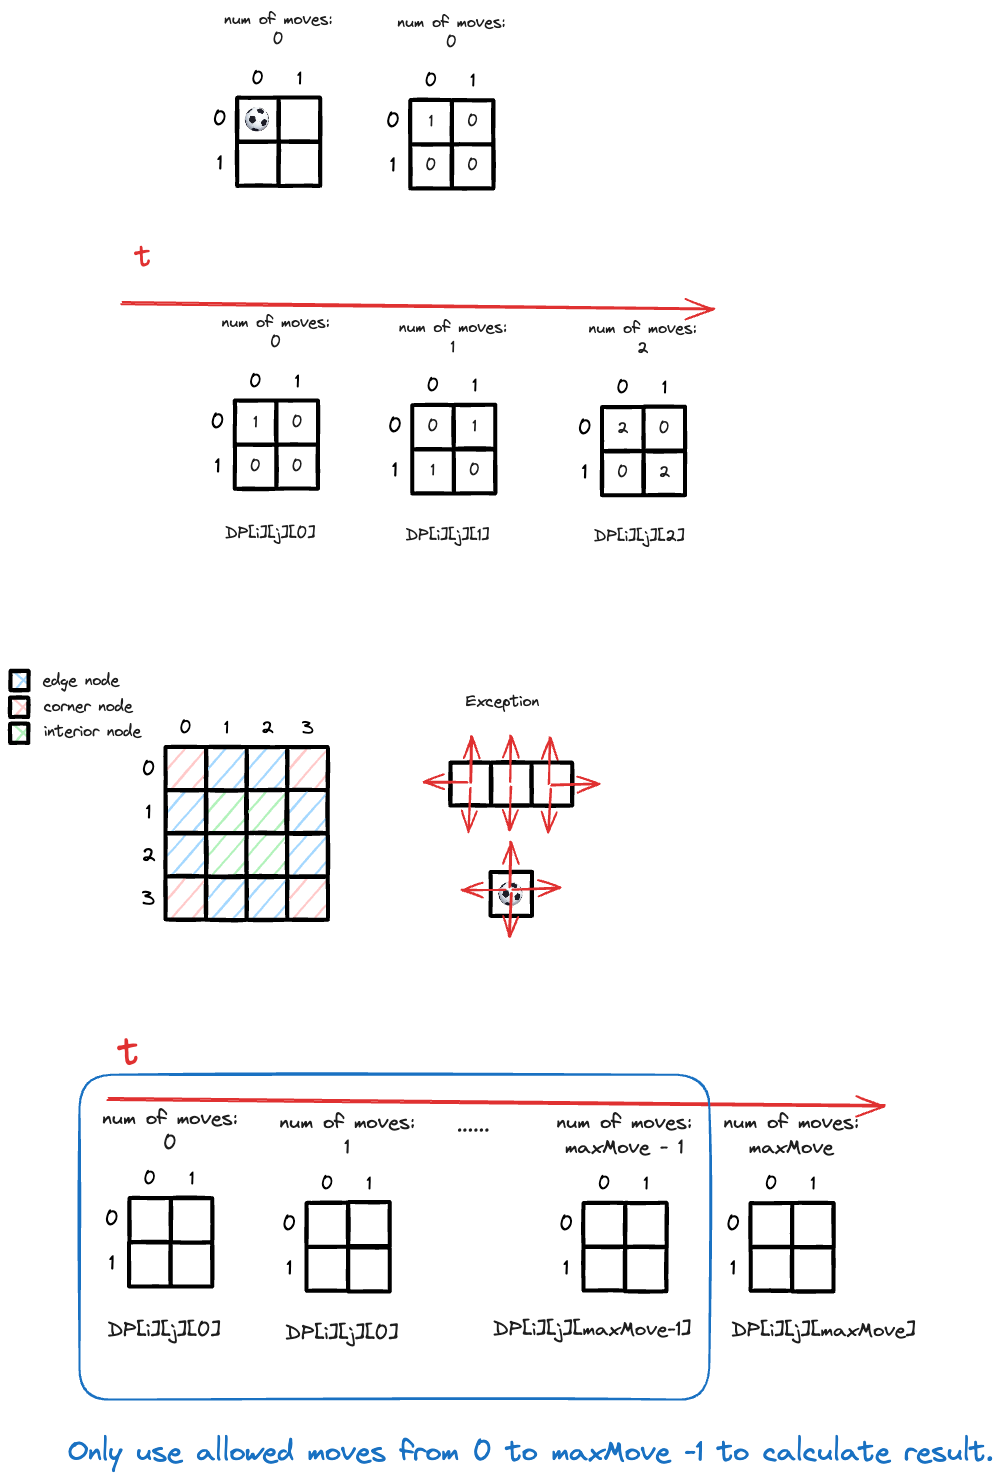 num of moves:
0
num of moves:
0
0 1
0
1
0 1
0 1 0
1 0 0
t
num of moves:
0
num of moves:
1
num of moves:
2
0 1
0 1 0
1 0 0
DP[i][j][0]
0 1
0 0 1
1 1 0
DP[i][j][1]
0 1
0 2 0
1 0 2
DP[i][j][2]
edge node
corner node
interior node
0 1 2 3
0
1
2
3
Exception
t
num of moves:
0
num of moves:
1
......
num of moves:
maxMove - 1
num of moves:
maxMove
0 1
0
1
DP[i][j][0]
0 1
0
1
DP[i][j][0]
0 1
0
1
DP[i][j][maxMove-1]
0 1
0
1
DP[i][j][maxMove]
Only use allowed moves from 0 to maxMove -1 to calculate result.